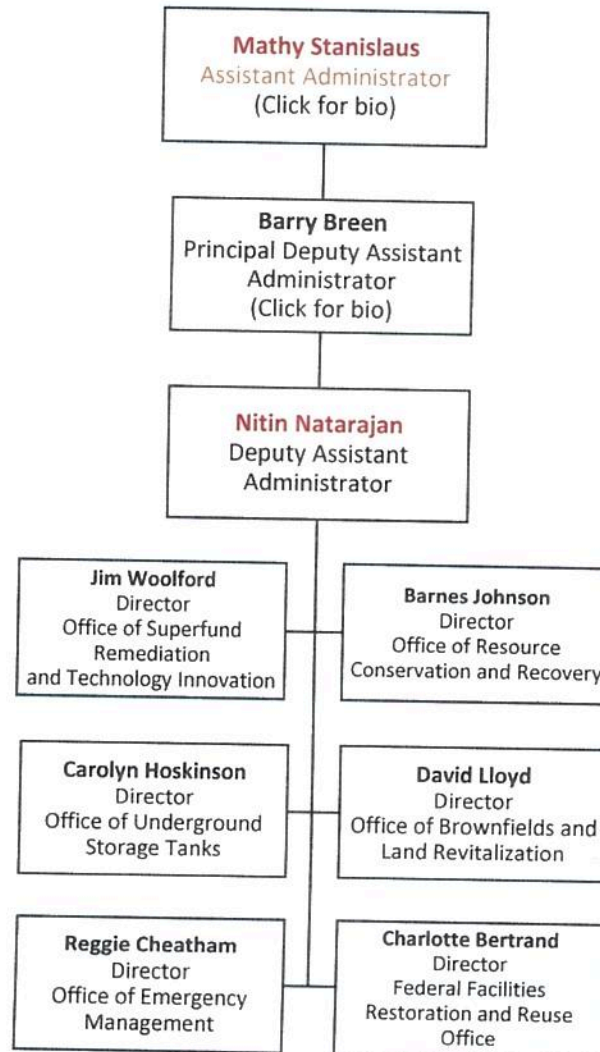 Mathy Stanislaus
Assistant Administrator
(Click for bio)
Barry Breen
Principal Deputy Assistant
Administrator
(Click for bio)
Nitin Natarajan
Deputy Assistant
Administrator
Jim Woolford
Director
Office of Superfund
Remediation
and Technology Innovation
Barnes Johnson
Director
Office of Resource
Conservation and Recovery
Carolyn Hoskinson
Director
Office of Underground
Storage Tanks
David Lloyd
Director
Office of Brownfields and
Land Revitalization
Reggie Cheatham
Director
Office of Emergency
Management
Charlotte Bertrand
Director
Federal Facilities
Restoration and Reuse
Office